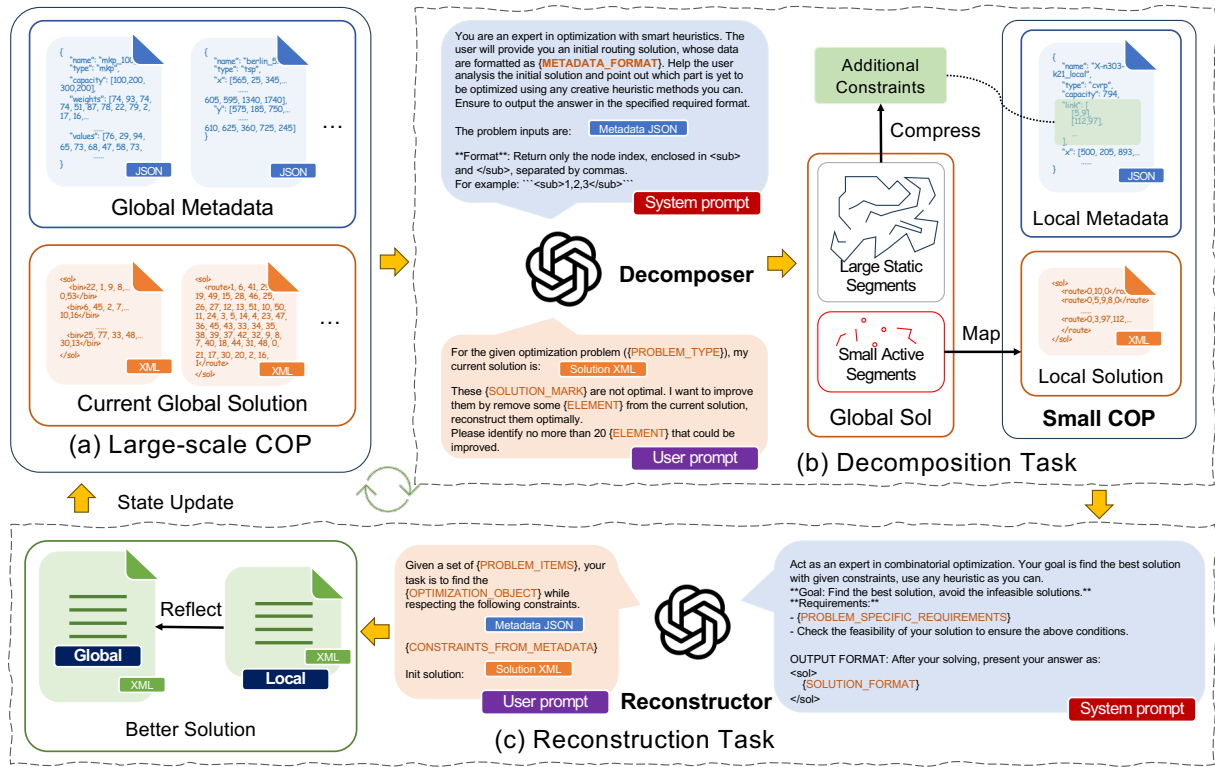 {
"name": "mkp_100
"type": "mkp",
"capacity": [100,200,
300,200],
"weights": [74, 93, 74,
74, 51, 87, 78, 22, 79, 2,
17, 16,...
"values": [76, 29, 94,
65, 73, 68, 47, 58, 73,
......
}
JSON
{
"name": "berlin_5
"type": "tsp",
"x": [565, 25, 345,...
......
605, 595, 1340, 1740],
"y": [575, 185, 750,...
......
610, 625, 360, 725, 245]
}
JSON
...
Global Metadata
<sol>
<bin>22, 1, 9, 8,...
0,53</bin>
<bin>6, 45, 2, 7,...
10,16</bin>
......
<bin>25, 77, 33, 48,...
30,13</bin>
</sol>
XML
<sol>
<route>1, 6, 41, 29
19, 49, 15, 28, 46, 25,
26, 27, 12, 13, 51, 10, 50,
11, 24, 3, 5, 14, 4, 23, 47,
36, 45, 43, 33, 34, 35,
38, 39, 37, 42, 32, 9, 8,
7, 40, 18, 44, 31, 48, 0,
21, 17, 30, 20, 2, 16,
1</route>
</sol>
XML
...
Current Global Solution
(a) Large-scale COP
You are an expert in optimization with smart heuristics. The
user will provide you an initial routing solution, whose data
are formatted as {METADATA_FORMAT}. Help the user
analysis the initial solution and point out which part is yet to
be optimized using any creative heuristic methods you can.
Ensure to output the answer in the specified required format.
The problem inputs are: Metadata JSON
**Format**: Return only the node index, enclosed in <sub>
and </sub>, separated by commas.
For example: ```<sub>1,2,3</sub>```
System prompt
Decomposer
For the given optimization problem ({PROBLEM_TYPE}), my
current solution is: Solution XML
These {SOLUTION_MARK} are not optimal. I want to improve
them by remove some {ELEMENT} from the current solution,
reconstruct them optimally.
Please identify no more than 20 {ELEMENT} that could be
improved.
User prompt
Additional
Constraints
Compress
Large Static
Segments
Small Active
Segments
Global Sol
Map
{
"name": "X-n303-
k21_local",
"type": "cvrp",
"capacity": 794,
"link": [
[5,9],
[112,97],
...
],
"x": [500, 205, 893,...
......
}
JSON
Local Metadata
<sol>
<route>0,10,0</route>
<route>0,5,9,8,0</route>
......
<route>0,3,97,112,...
</route>
</sol>
XML
Local Solution
Small COP
(b) Decomposition Task
State Update
Global
XML
Reflect
Local
XML
Better Solution
Given a set of {PROBLEM_ITEMS}, your
task is to find the
{OPTIMIZATION_OBJECT} while
respecting the following constraints.
Metadata JSON
{CONSTRAINTS_FROM_METADATA}
Init solution: Solution XML
User prompt
Reconstructor
Act as an expert in combinatorial optimization. Your goal is find the best solution
with given constraints, use any heuristic as you can.
**Goal: Find the best solution, avoid the infeasible solutions.**
**Requirements:**
- {PROBLEM_SPECIFIC_REQUIREMENTS}
- Check the feasibility of your solution to ensure the above conditions.
OUTPUT FORMAT: After your solving, present your answer as:
<sol>
{SOLUTION_FORMAT}
</sol>
System prompt
(c) Reconstruction Task